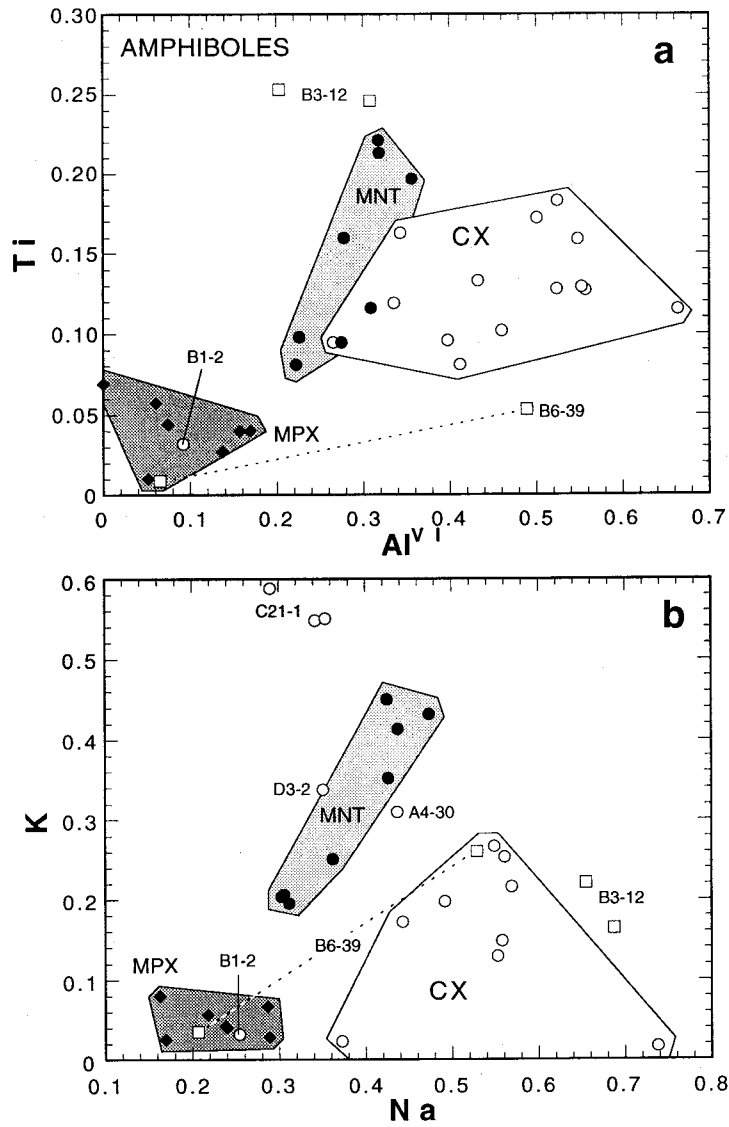 0.30
AMPHIBOLES
a
B3-12
0.25
0.20
MNT
CX
Ti
0.15
0.10
B1-2
0.05
MPX
B6-39
0
0 0.1 0.2 0.3 0.4 0.5 0.6 0.7
Al^VI
0.6
C21-1
b
0.5
0.4
D3-2
MNT
A4-30
K
0.3
B3-12
0.2
B6-39
MPX
B1-2
CX
0.1
0
0.1 0.2 0.3 0.4 0.5 0.6 0.7 0.8
Na